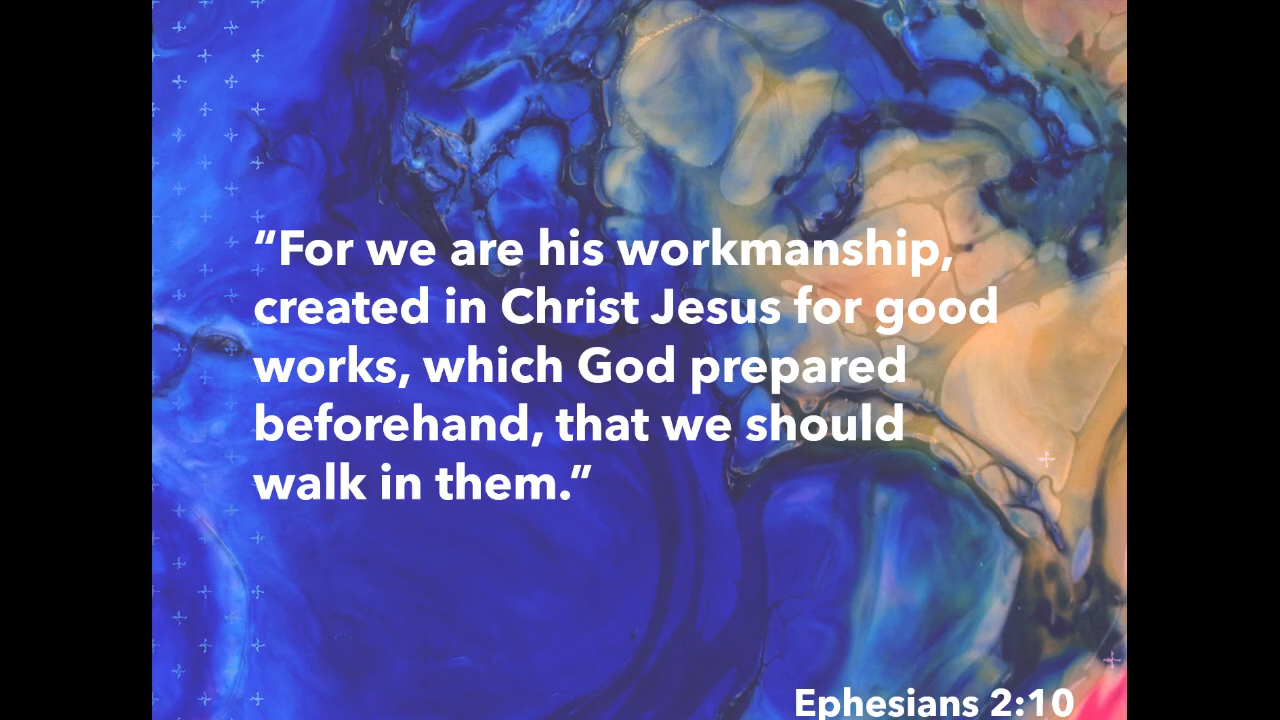 “For we are his workmanship,
created in Christ Jesus for good
works, which God prepared
beforehand, that we should
walk in them.”
Ephesians 2:10